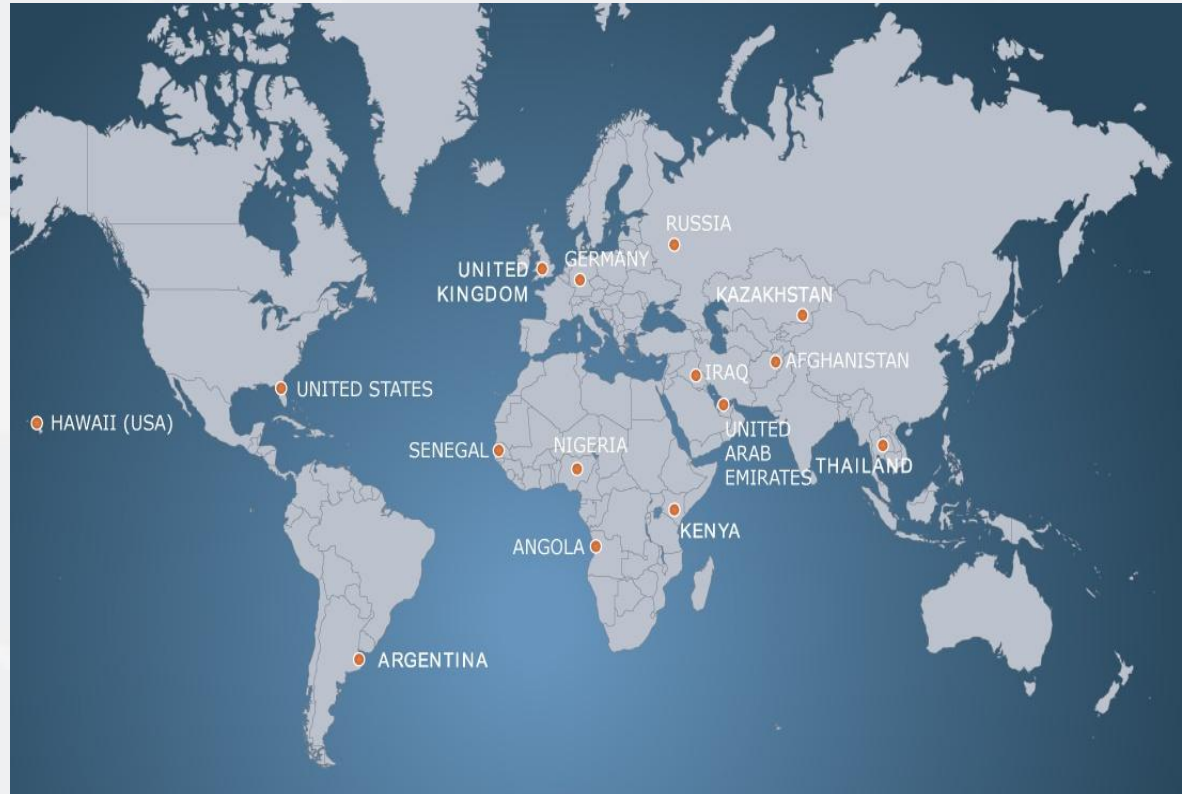 RUSSIA
GERMANY
UNITED
KINGDOM
KAZAKHSTAN
AFGHANISTAN
IRAQ
UNITED STATES
HAWAII (USA)
UNITED
ARAB
EMIRATES
SENEGAL
NIGERIA
THAILAND
KENYA
ANGOLA
ARGENTINA